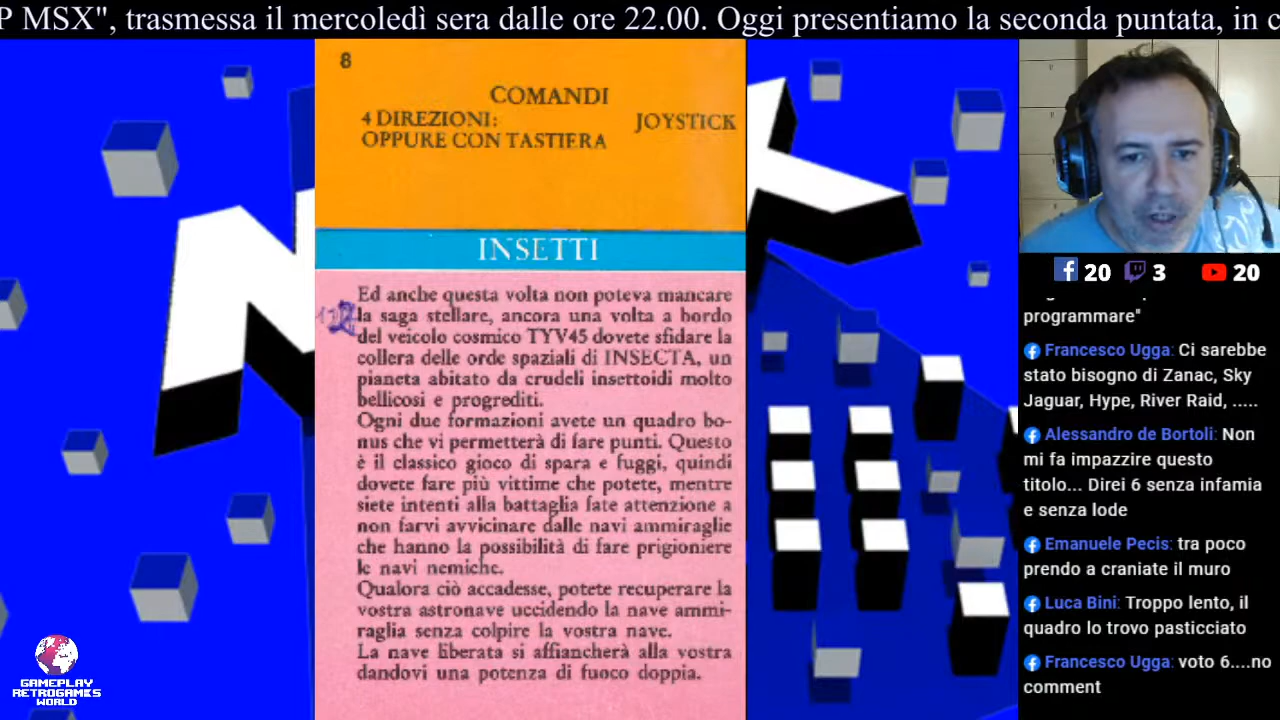 P MSX", trasmessa il mercoledì sera dalle ore 22.00. Oggi presentiamo la seconda puntata, in c
8
COMANDI
4 DIREZIONI: JOYSTICK
OPPURE CON TASTIERA
INSETTI
Ed anche questa volta non poteva mancare
la saga stellare, ancora una volta a bordo
del veicolo cosmico TYV45 dovete sfidare la
collera delle orde spaziali di INSECTA, un
pianeta abitato da crudeli insettoidi molto
bellicosi e progrediti.
Ogni due formazioni avete un quadro bo-
nus che vi permetterà di fare punti. Questo
è il classico gioco di spara e fuggi, quindi
dovete fare più vittime che potete, mentre
siete intenti alla battaglia fate attenzione a
non farvi avvicinare dalle navi ammiraglie
che hanno la possibilità di fare prigioniere
le navi nemiche.
Qualora ciò accadesse, potete recuperare la
vostra astronave uccidendo la nave ammi-
raglia senza colpire la vostra nave.
La nave liberata si affiancherà alla vostra
dandovi una potenza di fuoco doppia.
20 3 20
programmare"
Francesco Ugga: Ci sarebbe
stato bisogno di Zanac, Sky
Jaguar, Hype, River Raid, .....
Alessandro de Bortoli: Non
mi fa impazzire questo
titolo... Direi 6 senza infamia
e senza lode
Emanuele Pecis: tra poco
prendo a craniate il muro
Luca Bini: Troppo lento, il
quadro lo trovo pasticciato
Francesco Ugga: voto 6....no
comment
GAMEPLAY
RETROGAMES
WORLD